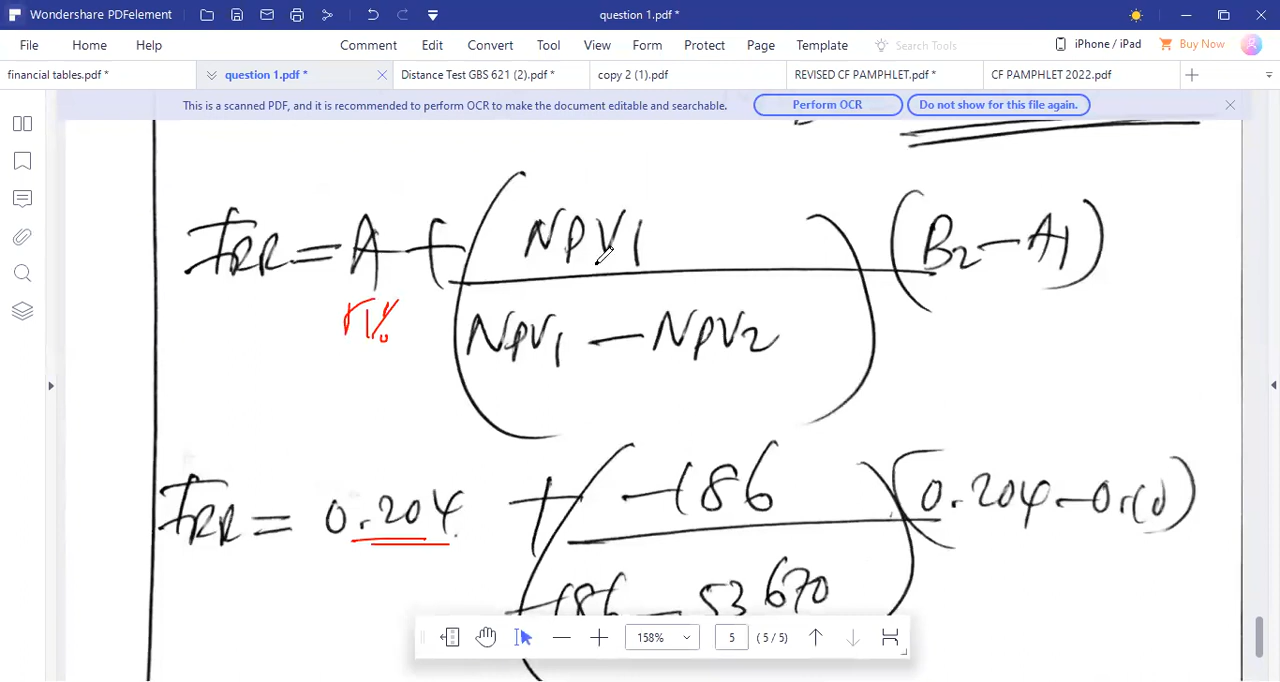 Wondershare PDFelement
question 1.pdf *
File Home Help Comment Edit Convert Tool View Form Protect Page Template Search Tools iPhone / iPad Buy Now
financial tables.pdf * question 1.pdf * Distance Test GBS 621 (2).pdf * copy 2 (1).pdf REVISED CF PAMPHLET.pdf * CF PAMPHLET 2022.pdf
This is a scanned PDF, and it is recommended to perform OCR to make the document editable and searchable. Perform OCR Do not show for this file again.
IRR = A + ( NPV1
NPV1 - NPV2 ) (B2 - A1)
r%
IRR = 0.204 + ( -186
-186 - 53670 ) (0.204 - 0.10)
158% 5 (5 / 5)